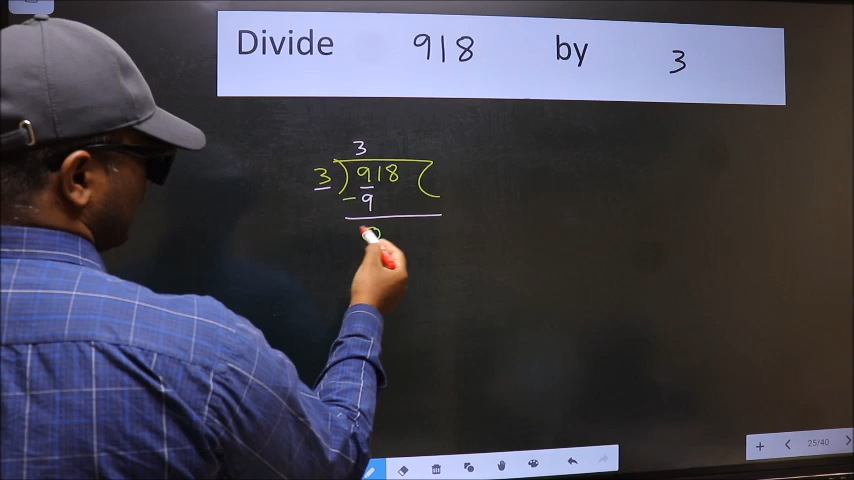 Divide 918 by 3
3
3 ) 918 (
- 9
0
+ < 25/40 >